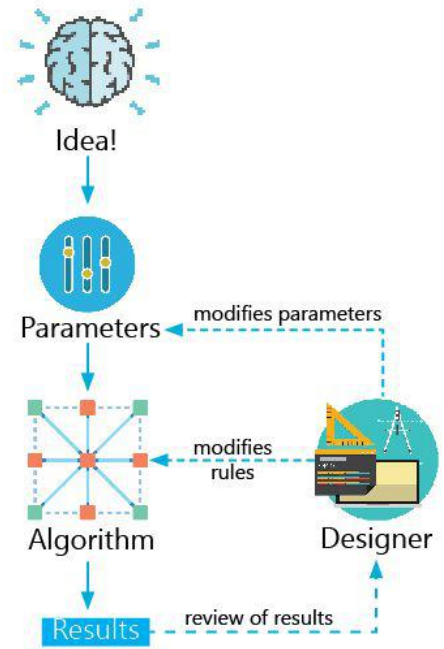 Idea!
Parameters
modifies parameters
modifies
rules
Algorithm
Designer
Results
review of results